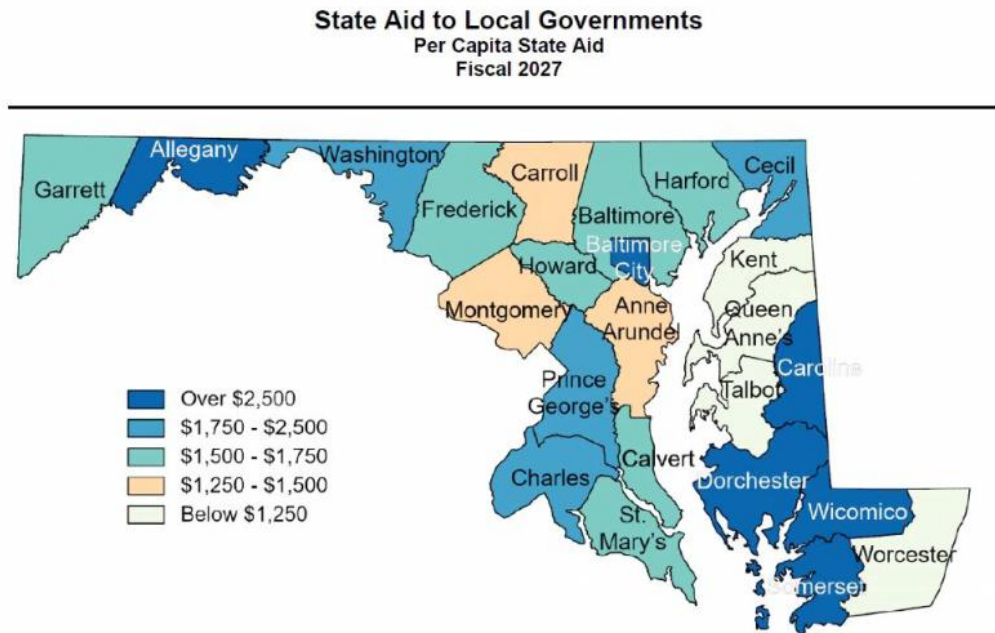 State Aid to Local Governments
Per Capita State Aid
Fiscal 2027
Garrett
Allegany
Washington
Frederick
Carroll
Baltimore
Harford
Cecil
Baltimore
City
Howard
Kent
Montgomery
Anne
Arundel
Queen
Anne's
Talbot
Caroline
Prince
George's
Charles
Calvert
St.
Mary's
Dorchester
Wicomico
Worcester
Somerset
Over $2,500
$1,750 - $2,500
$1,500 - $1,750
$1,250 - $1,500
Below $1,250